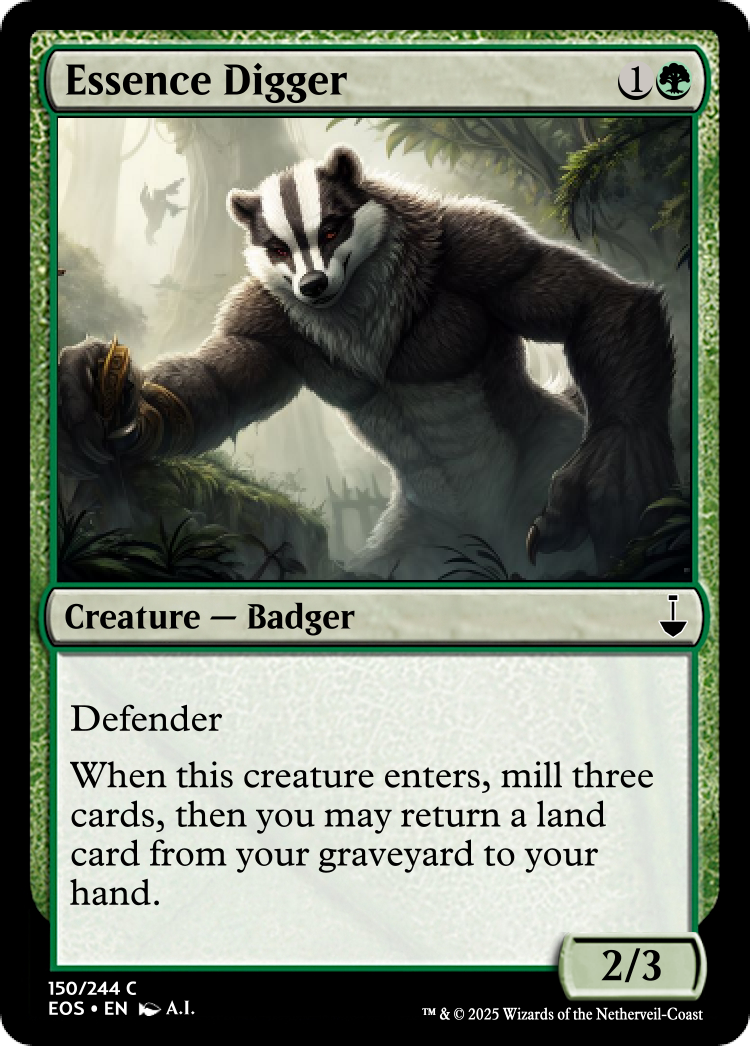 Essence Digger 1
Creature — Badger
Defender
When this creature enters, mill three
cards, then you may return a land
card from your graveyard to your
hand.
2/3
150/244 C
EOS • EN A.I.
™ & © 2025 Wizards of the Netherveil-Coast